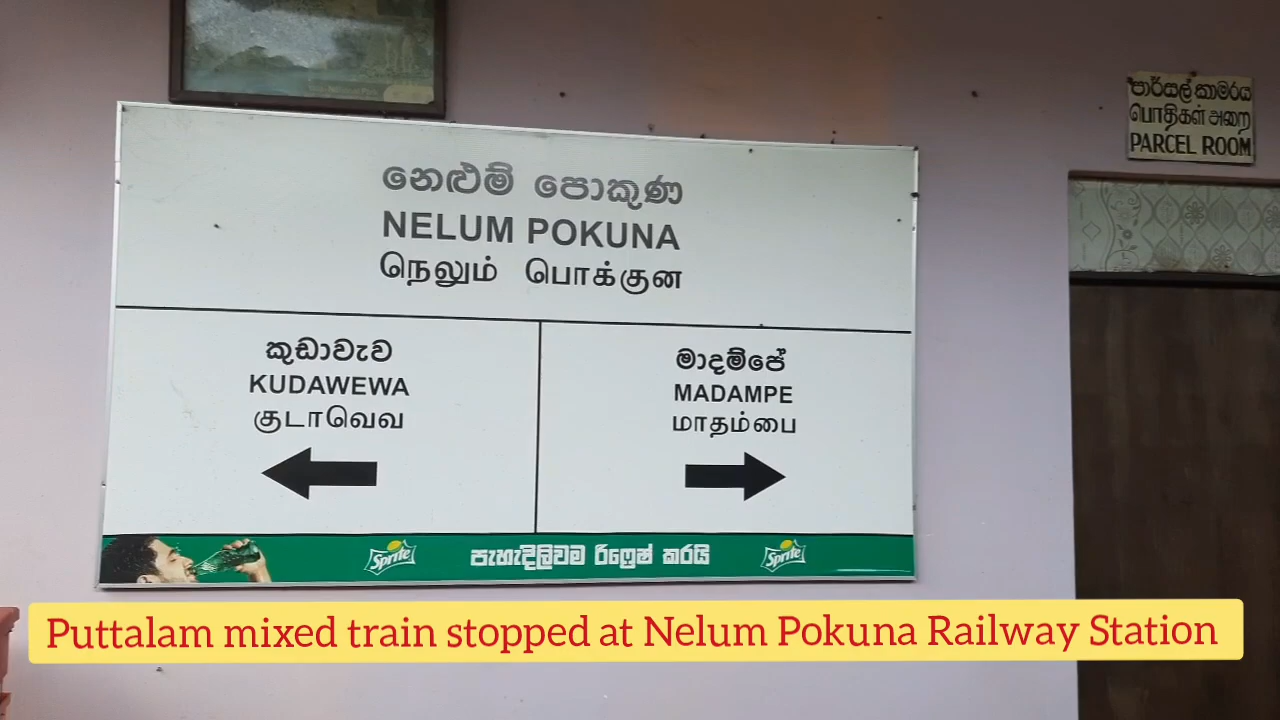 නෙළුම් පොකුණ
NELUM POKUNA
நெலும் பொக்குன
කුඩාවැව
KUDAWEWA
குடாவெவ
මාදම්පේ
MADAMPE
மாதம்பை
Sprite
පැහැදිලිවම රිෆ්‍රෙෂ් කරයි
Sprite
පාර්සල් කාමරය
பொதிகள் அறை
PARCEL ROOM
Puttalam mixed train stopped at Nelum Pokuna Railway Station